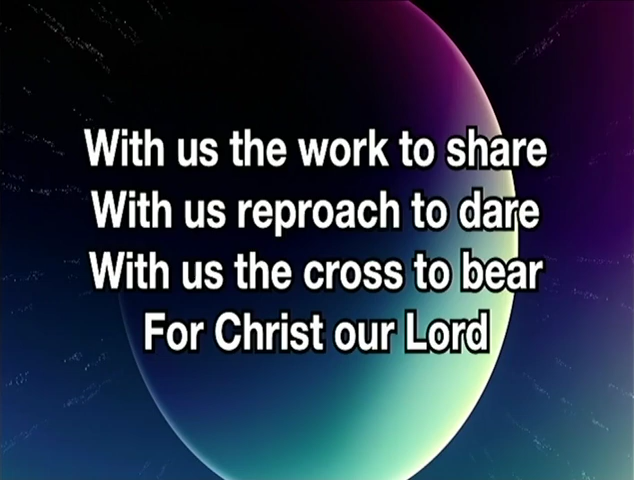 With us the work to share
With us reproach to dare
With us the cross to bear
For Christ our Lord